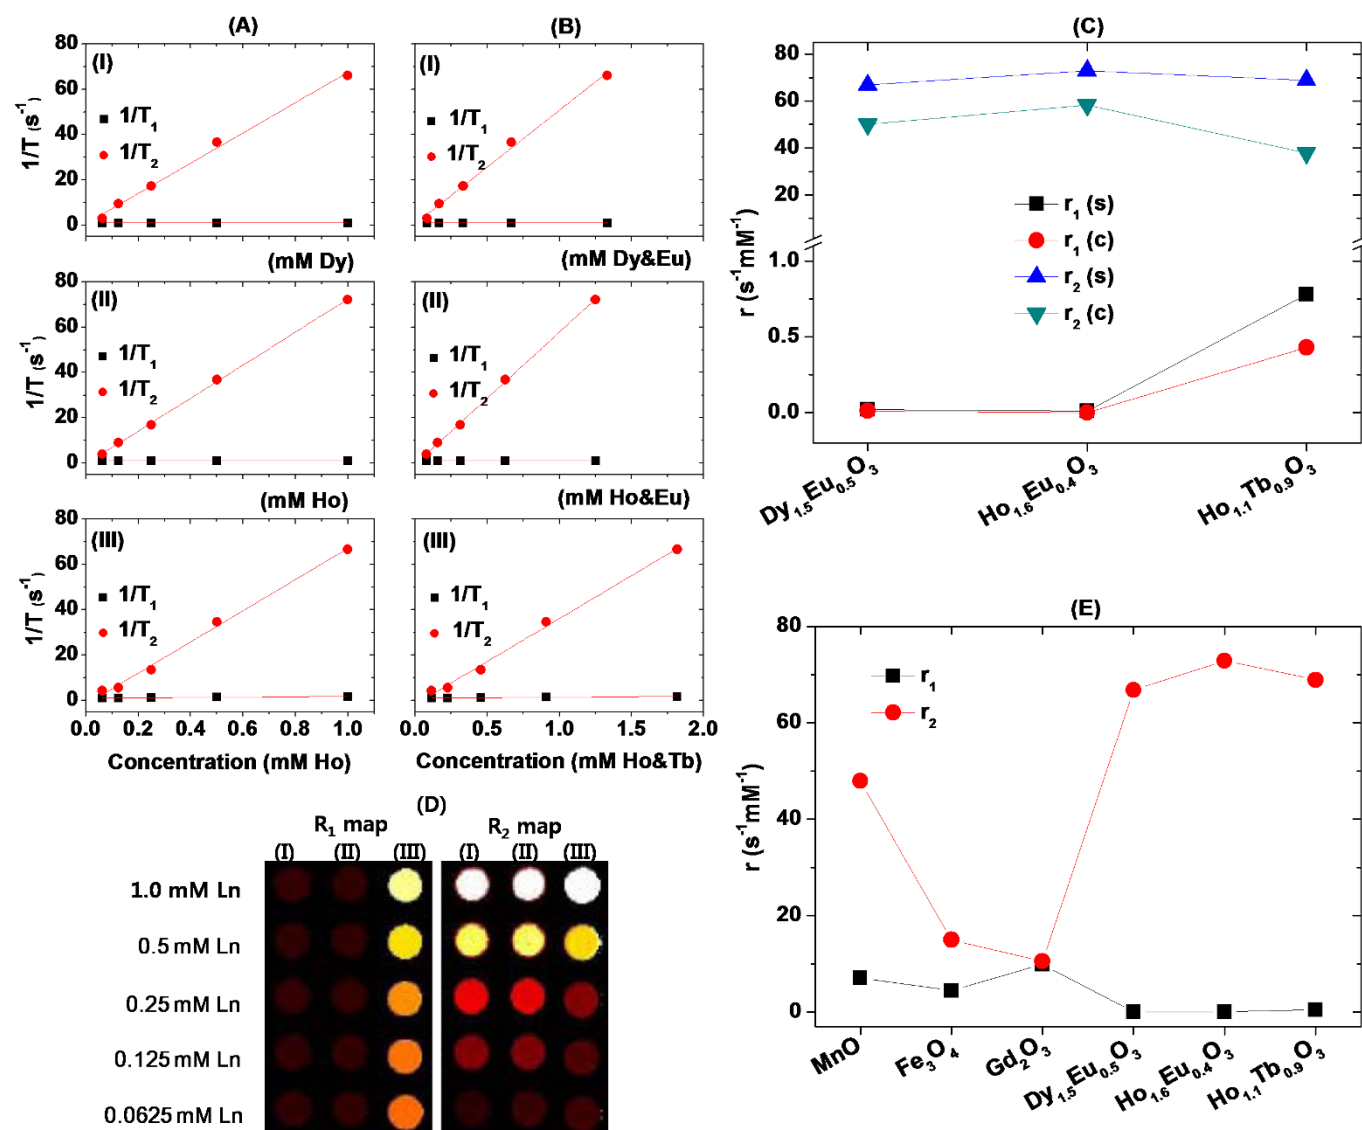 (A)
(I)
80
60
40
20
0
1/T (s⁻¹)
1/T₁
1/T₂
(mM Dy)
(II)
80
60
40
20
0
1/T (s⁻¹)
1/T₁
1/T₂
(mM Ho)
(III)
80
60
40
20
0
1/T (s⁻¹)
1/T₁
1/T₂
0.0 0.2 0.4 0.6 0.8 1.0
Concentration (mM Ho)
(B)
(I)
1/T₁
1/T₂
(mM Dy&Eu)
(II)
1/T₁
1/T₂
(mM Ho&Eu)
(III)
1/T₁
1/T₂
0.0 0.5 1.0 1.5 2.0
Concentration (mM Ho&Tb)
(C)
80
60
40
20
1.0
0.5
0.0
r (s⁻¹mM⁻¹)
r₁ (s)
r₁ (c)
r₂ (s)
r₂ (c)
Dy₁.₅Eu₀.₅O₃
Ho₁.₆Eu₀.₄O₃
Ho₁.₁Tb₀.₉O₃
(D)
R₁ map R₂ map
(I) (II) (III) (I) (II) (III)
1.0 mM Ln
0.5 mM Ln
0.25 mM Ln
0.125 mM Ln
0.0625 mM Ln
(E)
80
60
40
20
0
r (s⁻¹mM⁻¹)
r₁
r₂
MnO
Fe₃O₄
Gd₂O₃
Dy₁.₅Eu₀.₅O₃
Ho₁.₆Eu₀.₄O₃
Ho₁.₁Tb₀.₉O₃